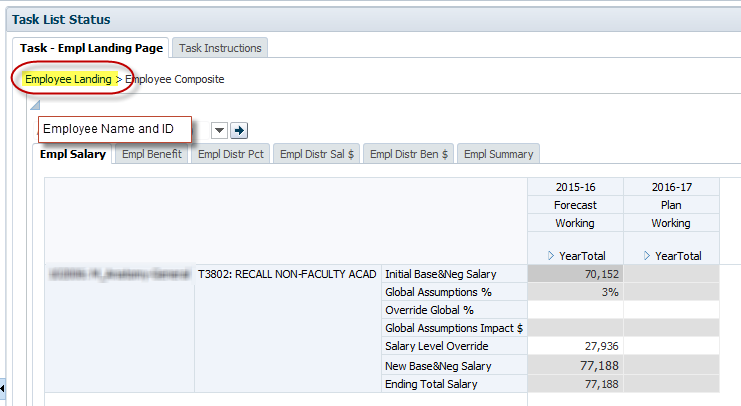 Task List Status
Task - Empl Landing Page Task Instructions
Employee Landing > Employee Composite
Employee Name and ID
Empl Salary Empl Benefit Empl Distr Pct Empl Distr Sal $ Empl Distr Ben $ Empl Summary
2015-16 2016-17
Forecast Plan
Working Working
YearTotal YearTotal
T3802: RECALL NON-FACULTY ACAD Initial Base&Neg Salary 70,152
Global Assumptions % 3%
Override Global %
Global Assumptions Impact $
Salary Level Override 27,936
New Base&Neg Salary 77,188
Ending Total Salary 77,188